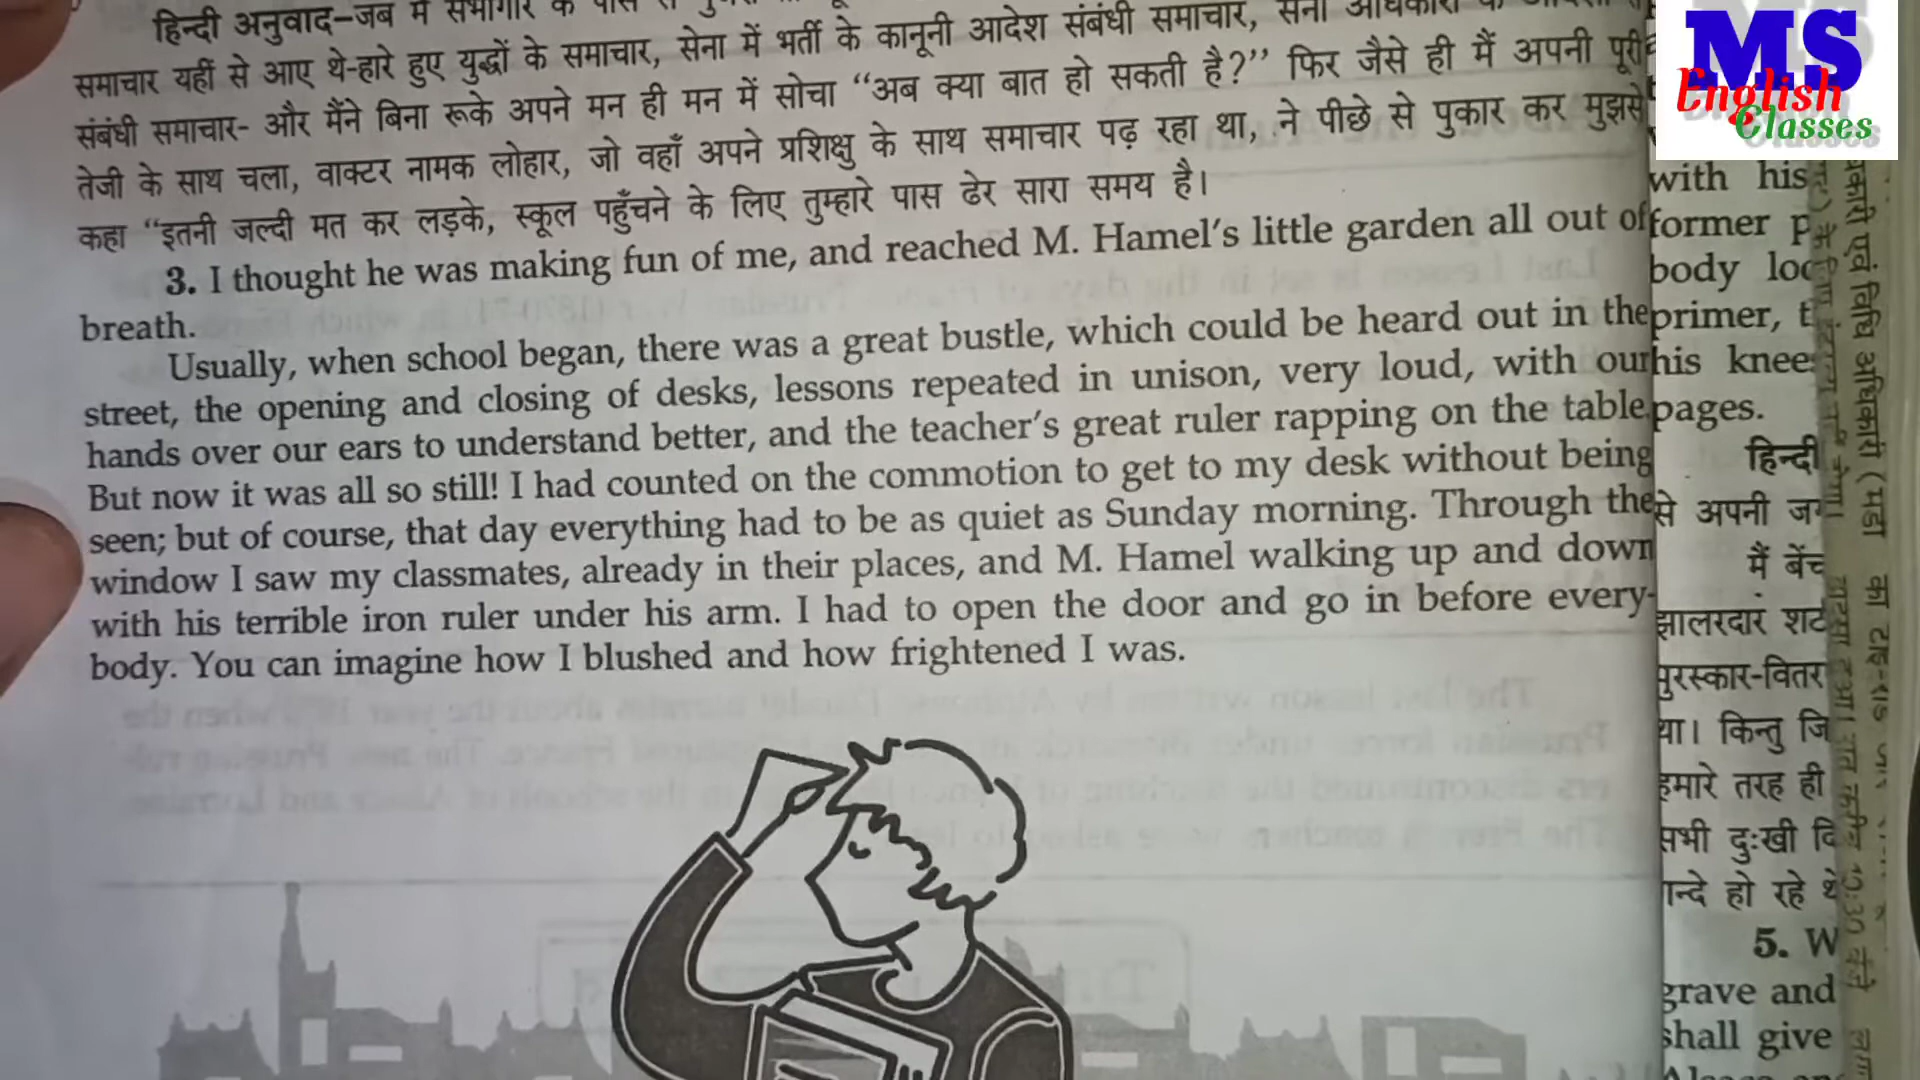 हिन्दी अनुवाद–जब
समाचार यहीं से आए थे-हारे हुए युद्धों के समाचार, सेना में भर्ती के कानूनी आदेश संबंधी समाचार, सेना
संबंधी समाचार- और मैंने बिना रूके अपने मन ही मन में सोचा “अब क्या बात हो सकती है?” फिर जैसे ही मैं अपनी पूरी
तेजी के साथ चला, वाक्टर नामक लोहार, जो वहाँ अपने प्रशिक्षु के साथ समाचार पढ़ रहा था, ने पीछे से पुकार कर मुझसे
कहा “इतनी जल्दी मत कर लड़के, स्कूल पहुँचने के लिए तुम्हारे पास ढेर सारा समय है।
3. I thought he was making fun of me, and reached M. Hamel’s little garden all out of
breath.
Usually, when school began, there was a great bustle, which could be heard out in the
street, the opening and closing of desks, lessons repeated in unison, very loud, with our
hands over our ears to understand better, and the teacher’s great ruler rapping on the table.
But now it was all so still! I had counted on the commotion to get to my desk without being
seen; but of course, that day everything had to be as quiet as Sunday morning. Through the
window I saw my classmates, already in their places, and M. Hamel walking up and down
with his terrible iron ruler under his arm. I had to open the door and go in before every-
body. You can imagine how I blushed and how frightened I was.
MS
English
Classes
with his
former
body
primer,
his
pages.
हिन्दी
से अपनी
मैं
झालरदार
पुरस्कार-वितर
था। किन्तु
हमारे तरह ही
सभी दुःखी
गन्दे हो रहे
5. W
grave and
shall give